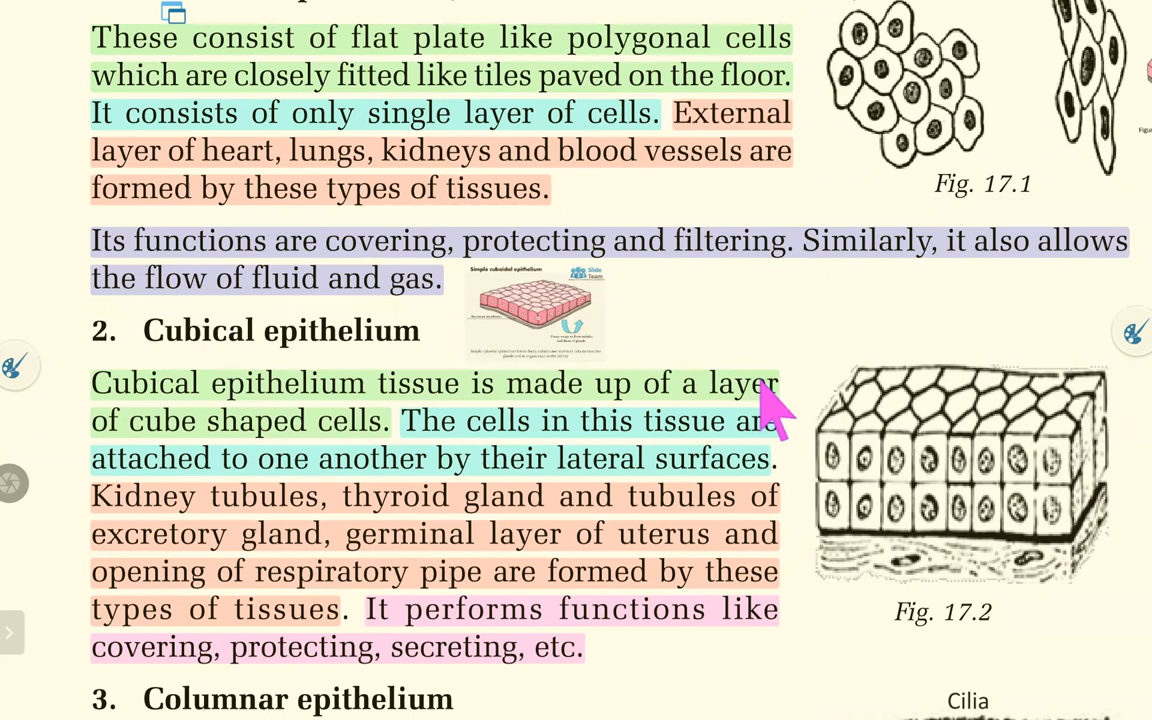 These consist of flat plate like polygonal cells
which are closely fitted like tiles paved on the floor.
It consists of only single layer of cells. External
layer of heart, lungs, kidneys and blood vessels are
formed by these types of tissues.
Fig. 17.1
Its functions are covering, protecting and filtering. Similarly, it also allows
the flow of fluid and gas.
Simple cuboidal epithelium
Slide
Team
2. Cubical epithelium
Cubical epithelium tissue is made up of a layer
of cube shaped cells. The cells in this tissue are
attached to one another by their lateral surfaces.
Kidney tubules, thyroid gland and tubules of
excretory gland, germinal layer of uterus and
opening of respiratory pipe are formed by these
types of tissues. It performs functions like
covering, protecting, secreting, etc.
Fig. 17.2
3. Columnar epithelium
Cilia